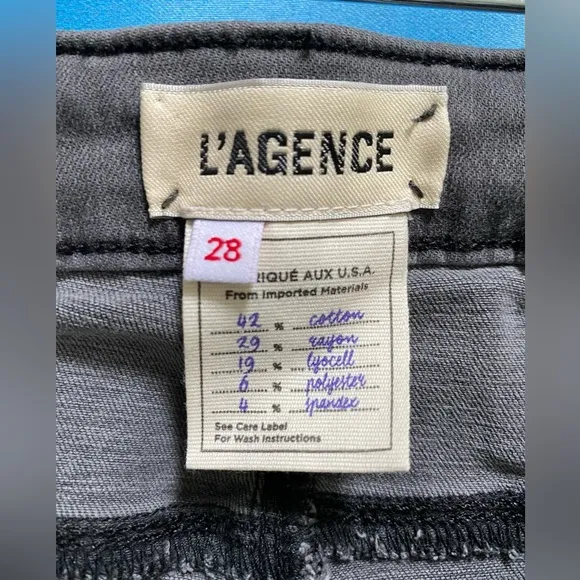 L'AGENCE
28
RIQUÉ AUX U.S.A.
From Imported Materials
42 % cotton
29 % rayon
19 % lyocell
6 % polyester
4 % spandex
See Care Label
For Wash Instructions